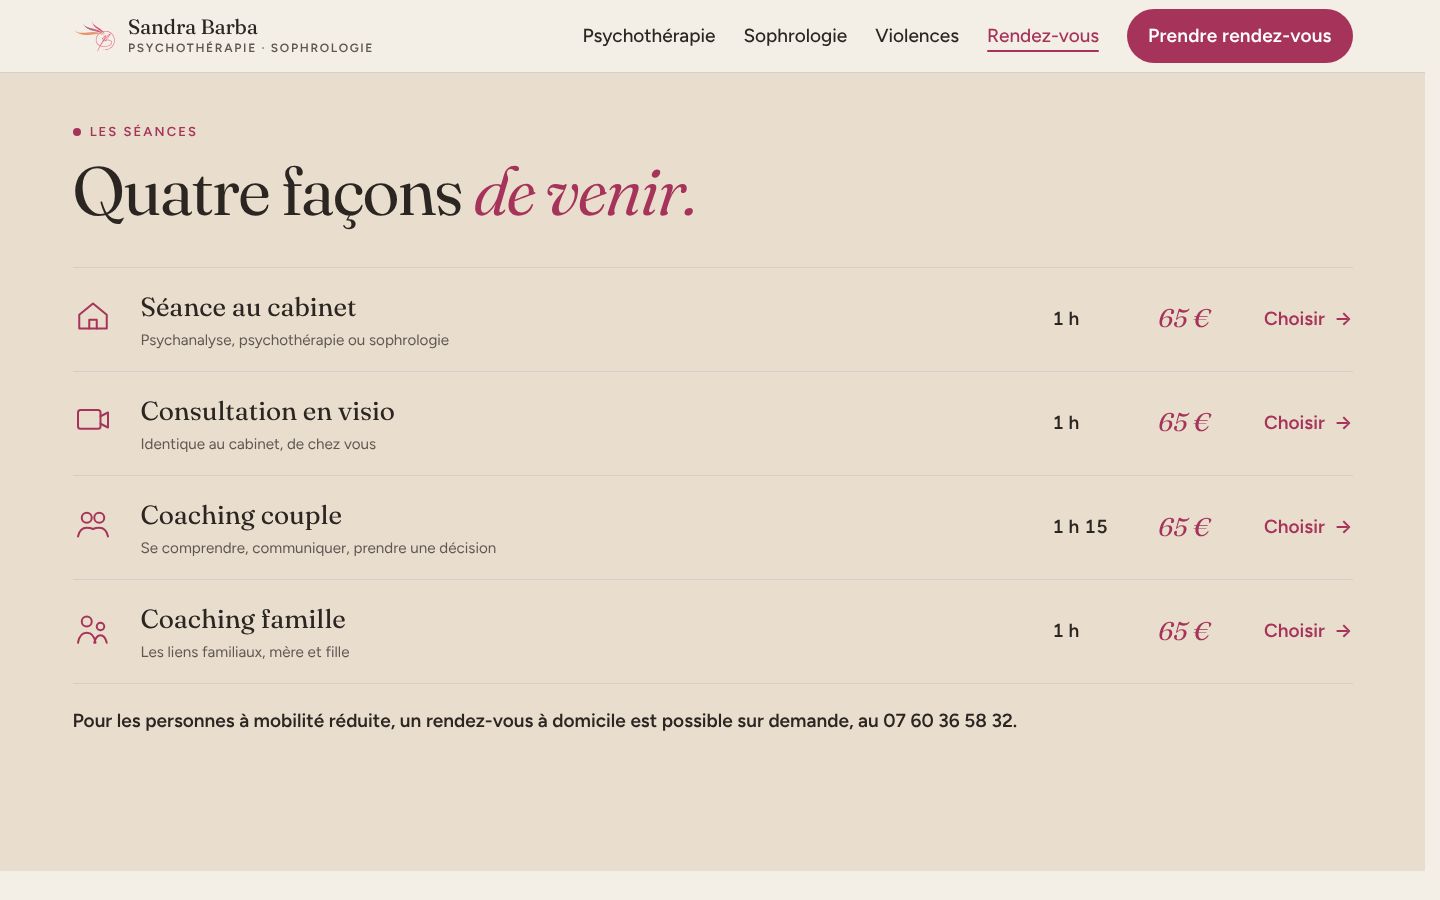 Sandra Barba
PSYCHOTHÉRAPIE · SOPHROLOGIE
Psychothérapie
Sophrologie
Violences
Rendez-vous
Prendre rendez-vous
LES SÉANCES
Quatre façons de venir.
Séance au cabinet
Psychanalyse, psychothérapie ou sophrologie
1 h
65 €
Choisir →
Consultation en visio
Identique au cabinet, de chez vous
1 h
65 €
Choisir →
Coaching couple
Se comprendre, communiquer, prendre une décision
1 h 15
65 €
Choisir →
Coaching famille
Les liens familiaux, mère et fille
1 h
65 €
Choisir →
Pour les personnes à mobilité réduite, un rendez-vous à domicile est possible sur demande, au 07 60 36 58 32.